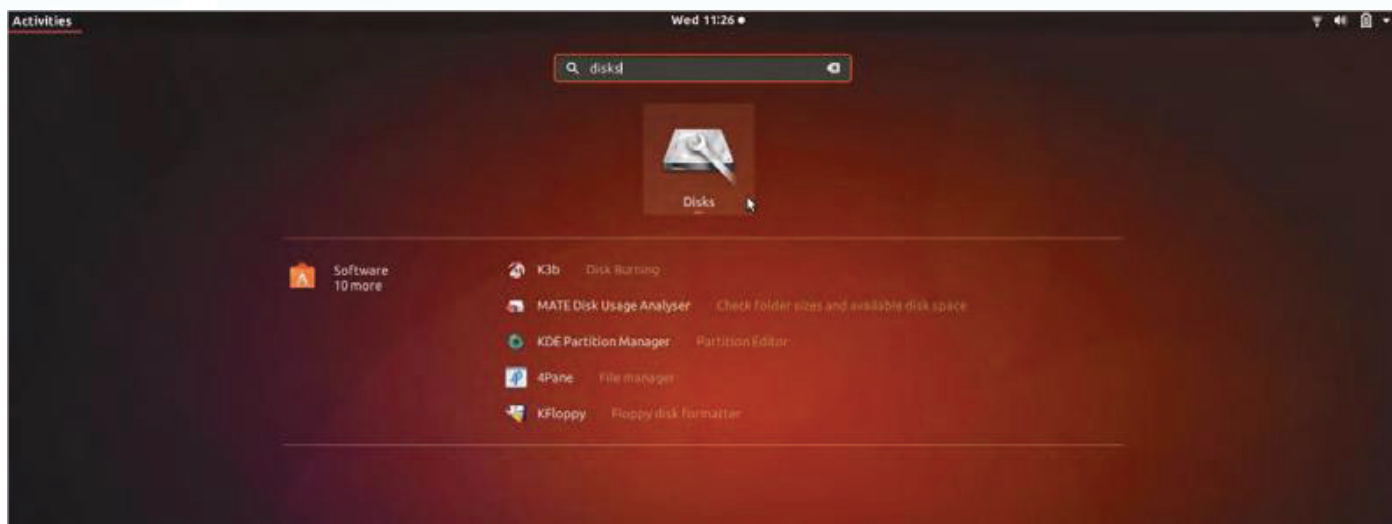 Activities Wed 11:26
disks
Disks
Software
10 more
K3b Disk Burning
MATE Disk Usage Analyser Check folder sizes and available disk space
KDE Partition Manager Partition Editor
4Pane File manager
KFloppy Floppy disk formatter